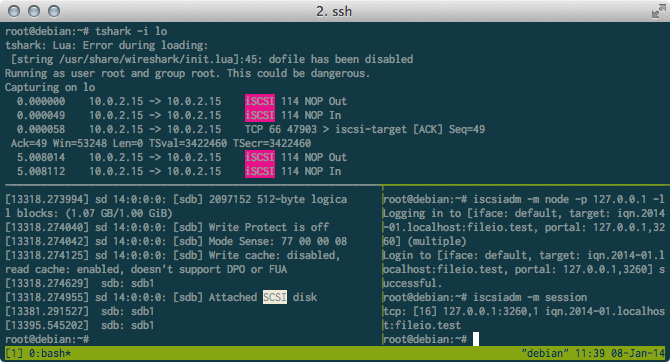 2. ssh
root@debian:~# tshark -i lo
tshark: Lua: Error during loading:
 [string "/usr/share/wireshark/init.lua"]:45: dofile has been disabled
Running as user root and group root. This could be dangerous.
Capturing on lo
  0.000000    10.0.2.15 -> 10.0.2.15    iSCSI 114 NOP Out
  0.000049    10.0.2.15 -> 10.0.2.15    iSCSI 114 NOP In
  0.000058    10.0.2.15 -> 10.0.2.15    TCP 66 47903 > iscsi-target [ACK] Seq=49
 Ack=49 Win=53248 Len=0 TSval=3422460 TSecr=3422460
  5.008014    10.0.2.15 -> 10.0.2.15    iSCSI 114 NOP Out
  5.008112    10.0.2.15 -> 10.0.2.15    iSCSI 114 NOP In
[13318.273994] sd 14:0:0:0: [sdb] 2097152 512-byte logica
l blocks: (1.07 GB/1.00 GiB)
[13318.274040] sd 14:0:0:0: [sdb] Write Protect is off
[13318.274042] sd 14:0:0:0: [sdb] Mode Sense: 77 00 00 08
[13318.274125] sd 14:0:0:0: [sdb] Write cache: disabled,
read cache: enabled, doesn't support DPO or FUA
[13318.274629]  sdb: sdb1
[13318.274955] sd 14:0:0:0: [sdb] Attached SCSI disk
[13381.291527]  sdb: sdb1
[13395.545202]  sdb: sdb1
root@debian:~#
root@debian:~# iscsiadm -m node -p 127.0.0.1 -l
Logging in to [iface: default, target: iqn.2014
-01.localhost:fileio.test, portal: 127.0.0.1,32
60] (multiple)
Login to [iface: default, target: iqn.2014-01.l
ocalhost:fileio.test, portal: 127.0.0.1,3260] s
uccessful.
root@debian:~# iscsiadm -m session
tcp: [16] 127.0.0.1:3260,1 iqn.2014-01.localhos
t:fileio.test
root@debian:~#
[1] 0:bash*
"debian" 11:39 08-Jan-14